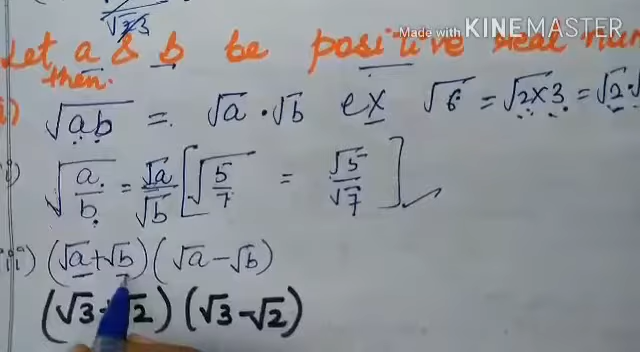 Made with KINEMASTER
Let a & b be positive real
then.
√ab = √a . √b ex √6 = √2×3 = √2 .
√a/b = √a/√b [ √5/7 = √5/√7 ]
iii) (√a+√b) (√a-√b)
(√3+√2) (√3-√2)